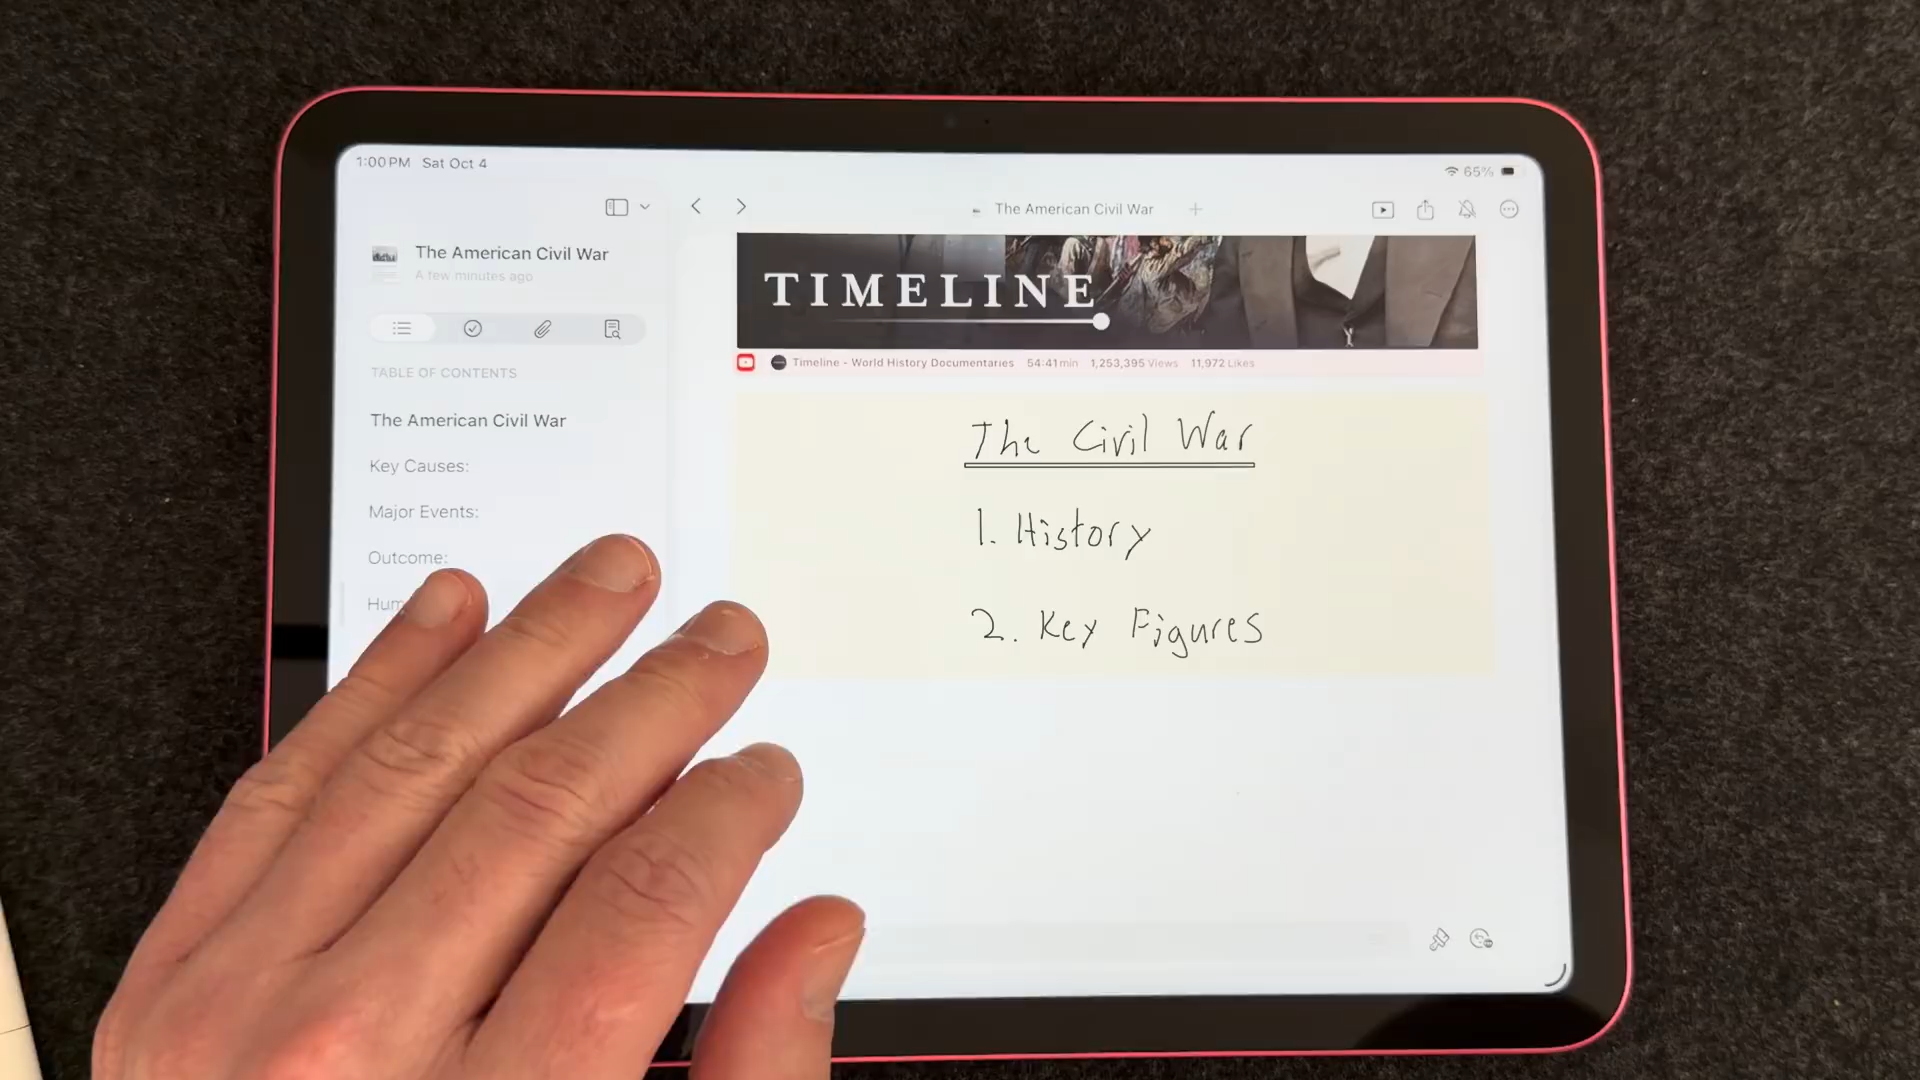 1:00 PM Sat Oct 4
65%
The American Civil War
The American Civil War
A few minutes ago
TABLE OF CONTENTS
The American Civil War
Key Causes:
Major Events:
Outcome:
TIMELINE
Timeline - World History Documentaries 54:41 min 1,253,395 Views 11,972 Likes
The Civil War
1. History
2. Key Figures